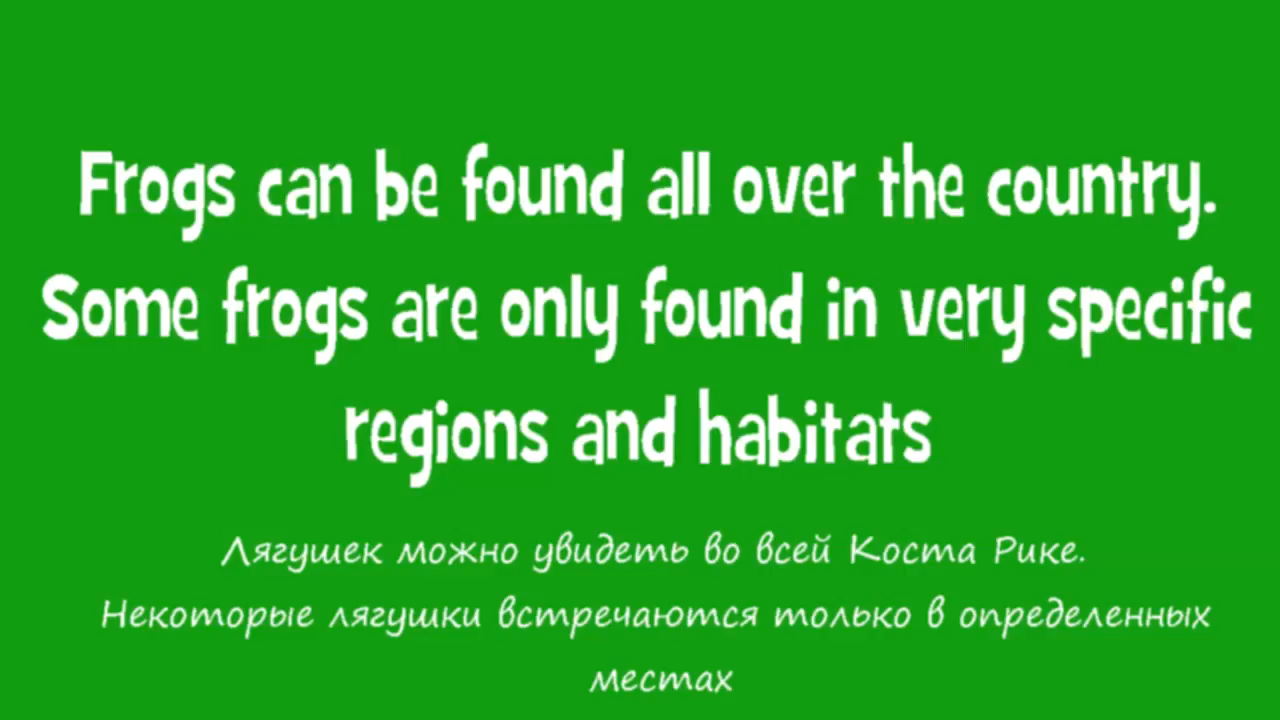 Frogs can be found all over the country.
Some frogs are only found in very specific
regions and habitats
Лягушек можно увидеть во всей Коста Рике.
Некоторые лягушки встречаются только в определенных
местах